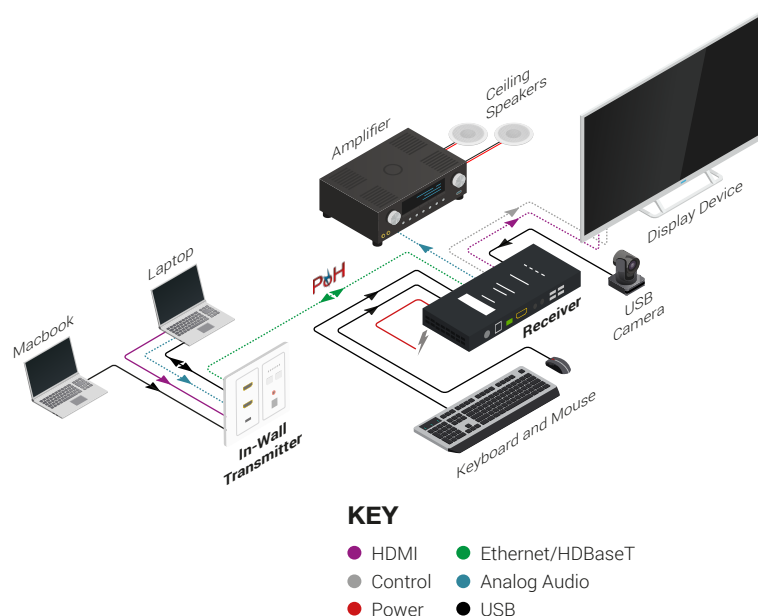 Ceiling
Speakers
Amplifier
Display Device
Laptop
PoH
USB
Camera
Receiver
Macbook
In-Wall
Transmitter
Keyboard and Mouse
KEY
HDMI
Ethernet/HDBaseT
Control
Analog Audio
Power
USB